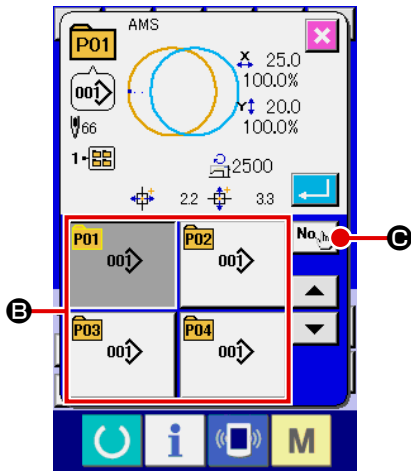 P01
AMS
X 25.0
100.0%
001
Y 20.0
100.0%
66
1
2500
2.2 3.3
P01 001
P02 001
No.
C
B
P03 001
P04 001
i
M